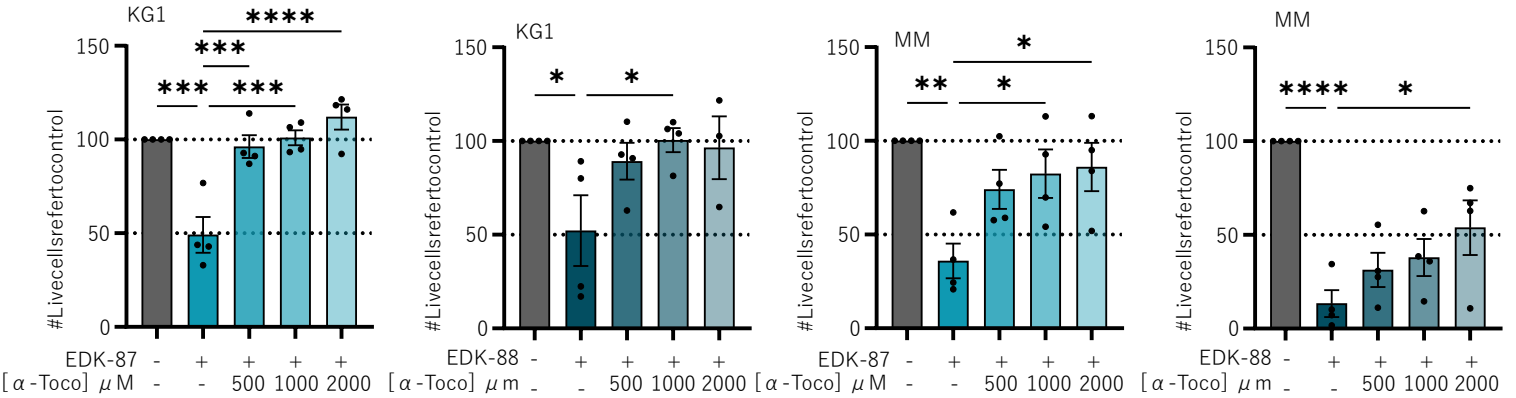 KG1
****
***
*** ***
150
100
50
0
#Livecellsrefertocontrol
EDK-87 - + + + +
[α-Toco] μM - - 500 1000 2000
KG1
* *
150
100
50
0
#Livecellsrefertocontrol
EDK-88 - + + + +
[α-Toco] μm - - 500 1000 2000
MM
*
** *
150
100
50
0
#Livecellsrefertocontrol
EDK-87 - + + + +
[α-Toco] μM - - 500 1000 2000
MM
**** *
150
100
50
0
#Livecellsrefertocontrol
EDK-88 - + + + +
[α-Toco] μm - - 500 1000 2000